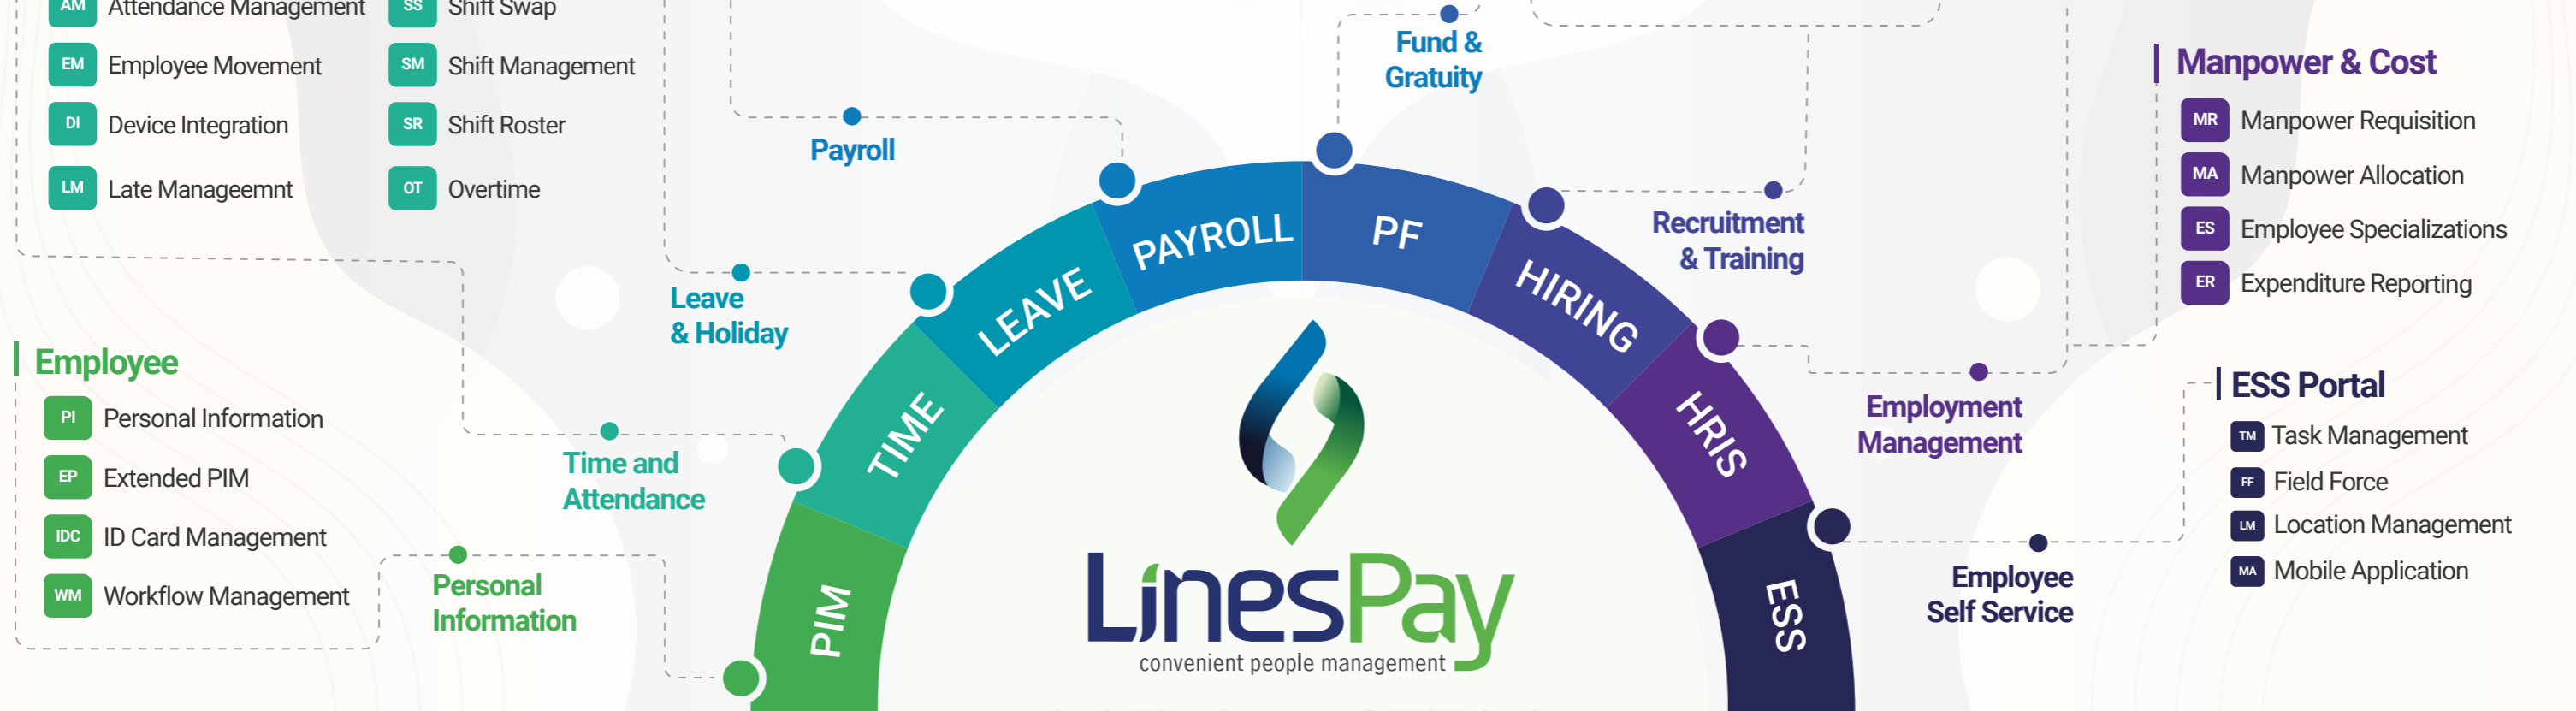 AM Attendance Management
SS Shift Swap
EM Employee Movement
SM Shift Management
DI Device Integration
SR Shift Roster
LM Late Manageemnt
OT Overtime
Employee
PI Personal Information
EP Extended PIM
IDC ID Card Management
WM Workflow Management
Personal
Information
Time and
Attendance
Leave
& Holiday
Payroll
Fund &
Gratuity
Recruitment
& Training
Employment
Management
Employee
Self Service
PIM
TIME
LEAVE
PAYROLL
PF
HIRING
HRIS
ESS
LinesPay
convenient people management
Manpower & Cost
MR Manpower Requisition
MA Manpower Allocation
ES Employee Specializations
ER Expenditure Reporting
ESS Portal
TM Task Management
FF Field Force
LM Location Management
MA Mobile Application